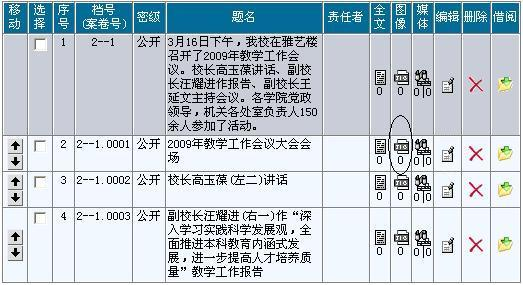 移动 选择 序号 档号(案卷号) 密级 题名 责任者 全文 图像 媒体 编辑 删除 借阅
1 2--1 公开 3月16日下午，我校在雅艺楼
召开了2009年教学工作会
议。校长高玉葆讲话、副校
长汪耀进作报告、副校长王
延文主持会议。各学院党政
领导，机关各处室负责人150
余人参加了活动。
0 0 0|0
2 2--1.0001 公开 2009年教学工作会议大会会
场
0 0 0|0
3 2--1.0002 公开 校长高玉葆(左二)讲话
0 0 0|0
4 2--1.0003 公开 副校长汪耀进(右一)作“深
入学习实践科学发展观，全
面推进本科教育内涵式发
展，进一步提高人才培养质
量”教学工作报告
0 0 0|0